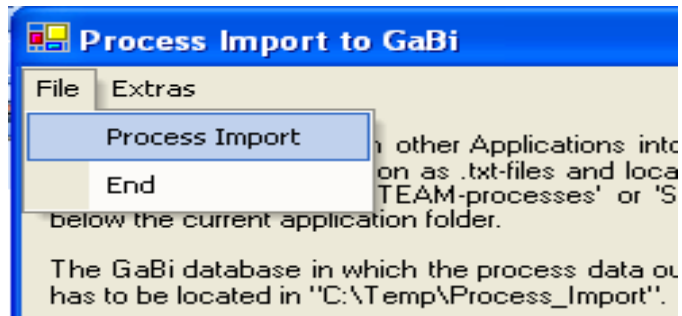 Process Import to GaBi
File Extras
Process Import
other Applications into
End
on as .txt-files and loca
TEAM-processes' or 'S
below the current application folder.
The GaBi database in which the process data ou
has to be located in "C:\Temp\Process_Import".